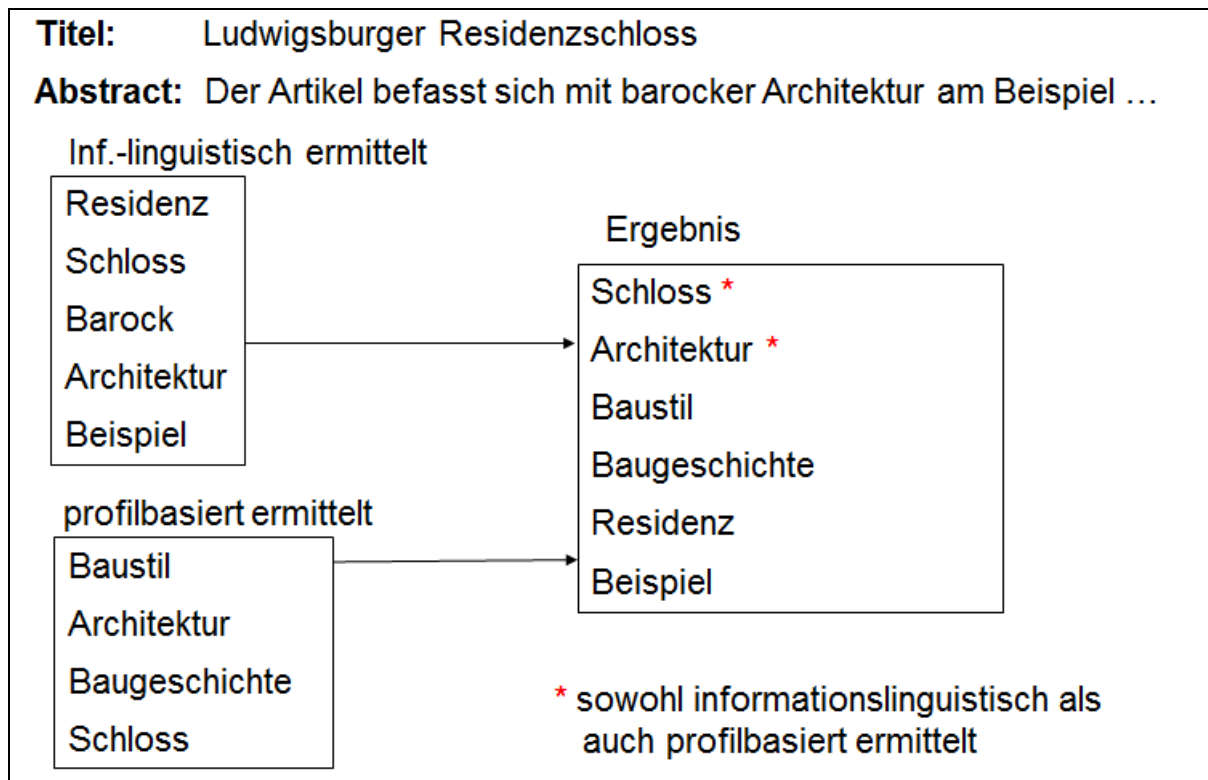 Titel: Ludwigsburger Residenzschloss
Abstract: Der Artikel befasst sich mit barocker Architektur am Beispiel …
Inf.-linguistisch ermittelt
Residenz
Schloss
Barock
Architektur
Beispiel
profilbasiert ermittelt
Baustil
Architektur
Baugeschichte
Schloss
Ergebnis
Schloss *
Architektur *
Baustil
Baugeschichte
Residenz
Beispiel
* sowohl informationslinguistisch als
auch profilbasiert ermittelt